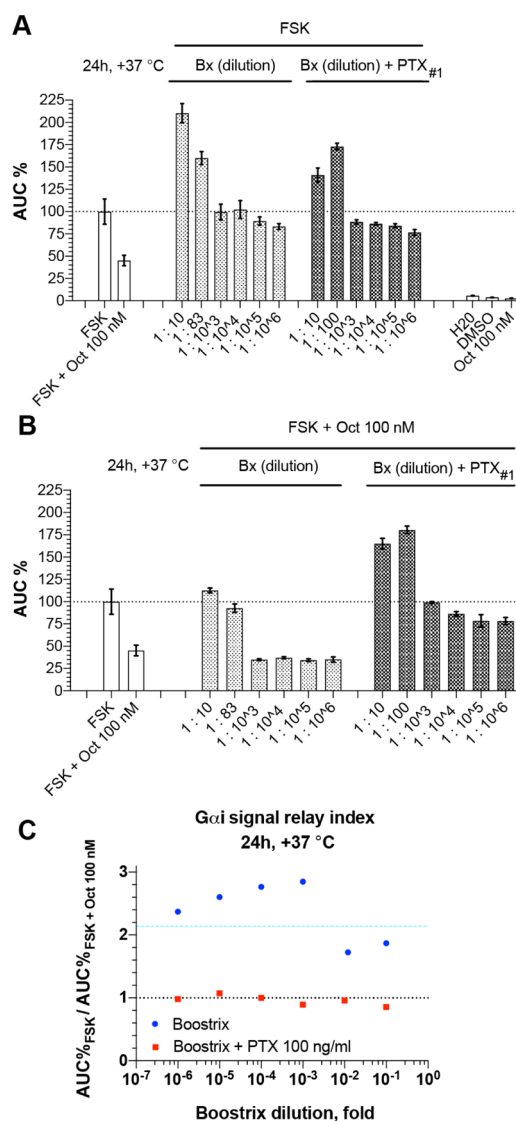 A
FSK
24h, +37 °C
Bx (dilution)
Bx (dilution) + PTX#1
AUC %
225
200
175
150
125
100
75
50
25
0
FSK
FSK + Oct 100 nM
1 : 10
1 : 83
1 : 10^3
1 : 10^4
1 : 10^5
1 : 10^6
1 : 10
1 : 100
1 : 10^3
1 : 10^4
1 : 10^5
1 : 10^6
H20
DMSO
Oct 100 nM
B
FSK + Oct 100 nM
24h, +37 °C
Bx (dilution)
Bx (dilution) + PTX#1
AUC %
225
200
175
150
125
100
75
50
25
0
FSK
FSK + Oct 100 nM
1 : 10
1 : 83
1 : 10^3
1 : 10^4
1 : 10^5
1 : 10^6
1 : 10
1 : 100
1 : 10^3
1 : 10^4
1 : 10^5
1 : 10^6
C
Gαi signal relay index
24h, +37 °C
AUC%FSK / AUC%FSK + Oct 100 nM
3
2
1
0
Boostrix
Boostrix + PTX 100 ng/ml
10-7 10-6 10-5 10-4 10-3 10-2 10-1 100
Boostrix dilution, fold